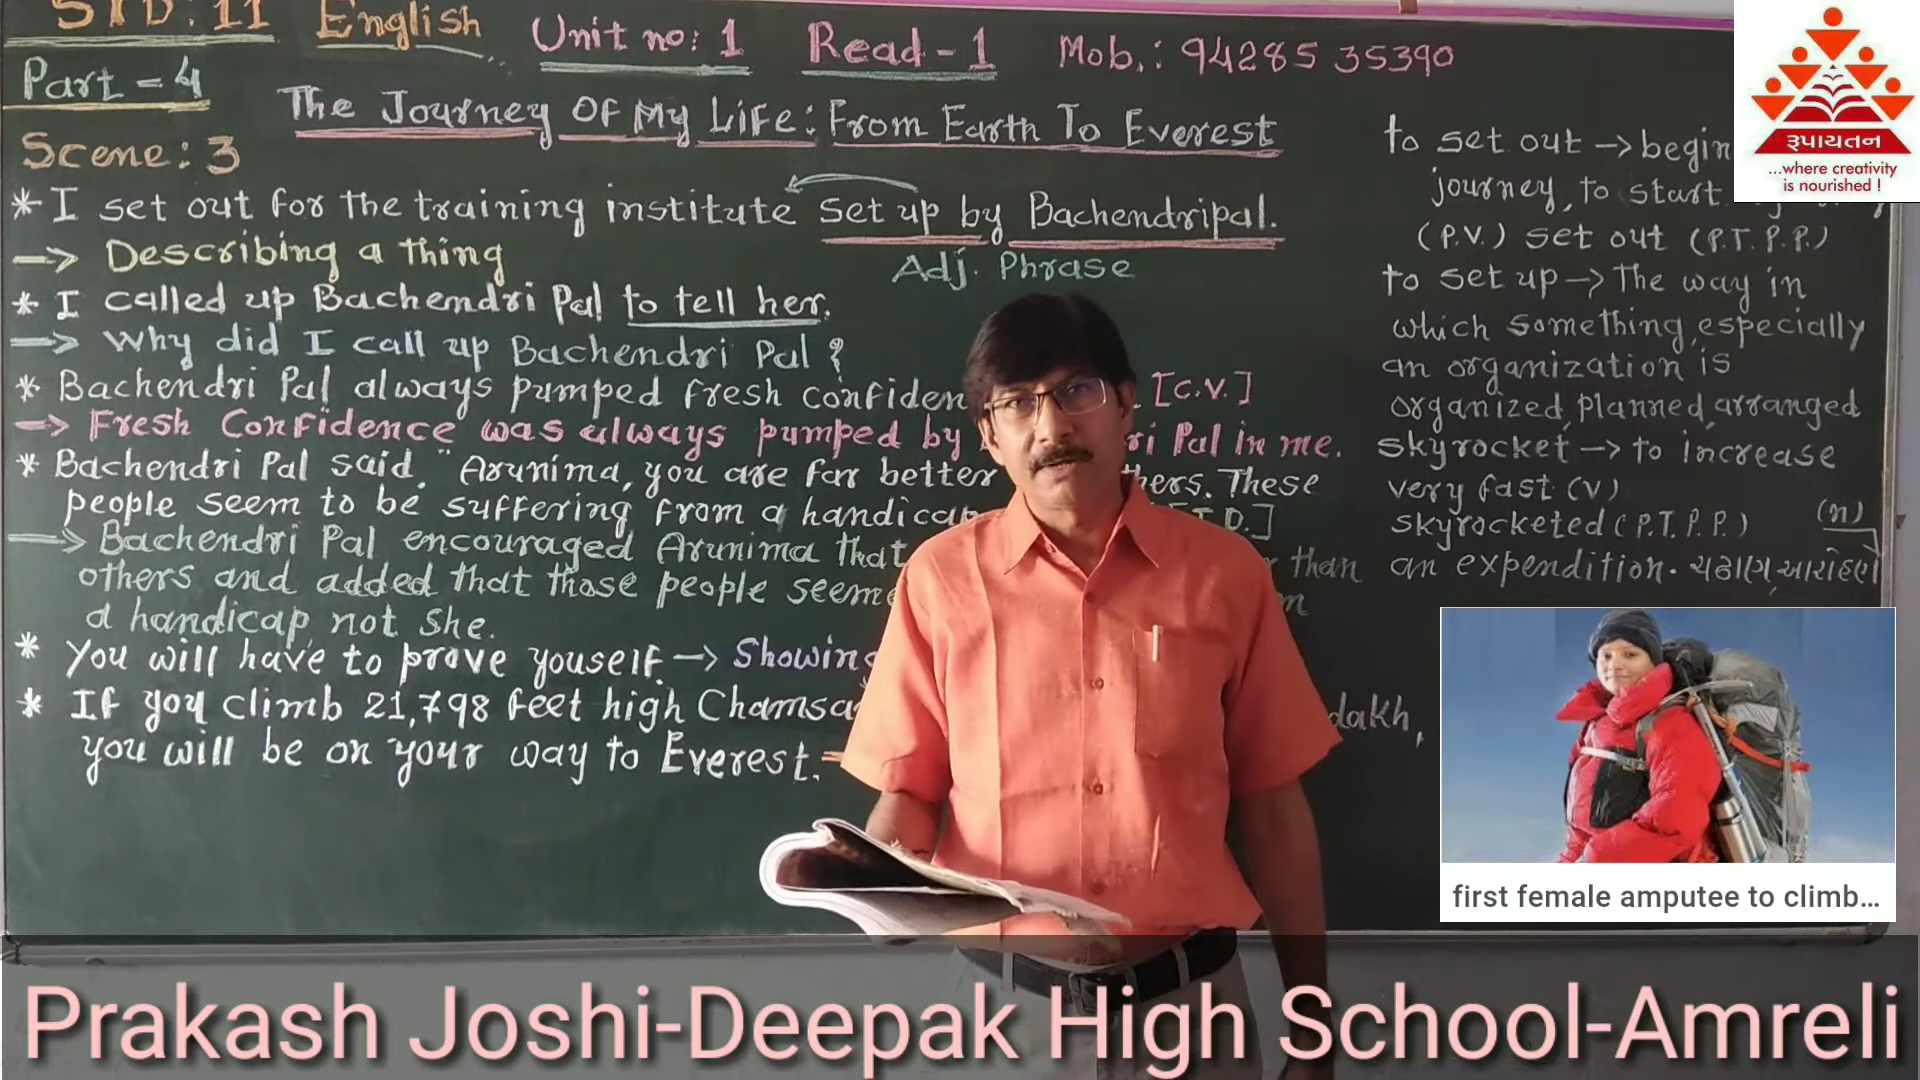 STD: 11 English Unit no: 1 Read - 1 Mob.: 94285 35390
Part = 4
The Journey Of My Life: From Earth To Everest
Scene: 3
* I set out for the training institute set up by Bachendripal.
Adj. Phrase
→ Describing a thing
* I called up Bachendri Pal to tell her.
→ Why did I call up Bachendri Pal ?
* Bachendri Pal always pumped fresh confiden [C.V.]
→ Fresh Confidence was always pumped by ri Pal in me.
* Bachendri Pal said, "Arunima, you are far better hers. These
people seem to be suffering from a handicap I.D.]
→ Bachendri Pal encouraged Arunima that than
others and added that those people seeme
a handicap, not she.
* You will have to prove youself. → Showing
* If you climb 21,798 feet high Chamsa dakh,
you will be on your way to Everest.
to set out → begin
journey, to start
(P.V.) set out (P.T. P.P.)
to set up → The way in
which something, especially
an organization is
organized, planned, arranged
skyrocket → to increase
very fast (v)
skyrocketed (P.T. P.P.) (n)
an expendition. ચઢાણ, આરોહણ
રૂપાયતન
...where creativity
is nourished !
first female amputee to climb...
Prakash Joshi-Deepak High School-Amreli